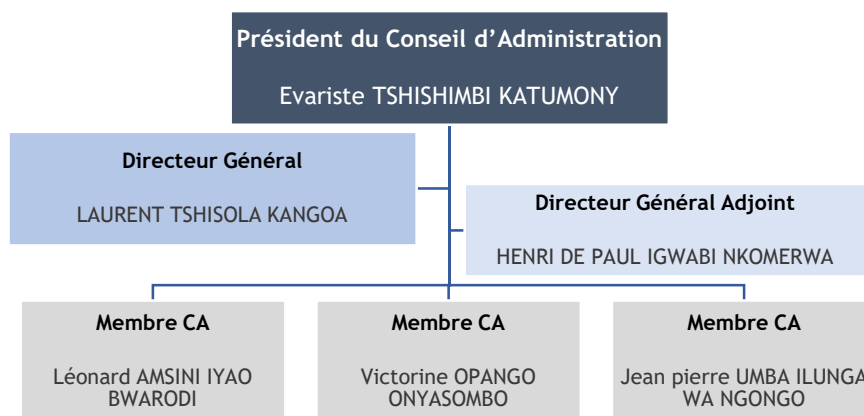 Président du Conseil d’Administration
Evariste TSHISHIMBI KATUMONY
Directeur Général
LAURENT TSHISOLA KANGOA
Directeur Général Adjoint
HENRI DE PAUL IGWABI NKOMERWA
Membre CA
Léonard AMSINI IYAO
BWARODI
Membre CA
Victorine OPANGO
ONYASOMBO
Membre CA
Jean pierre UMBA ILUNGA
WA NGONGO